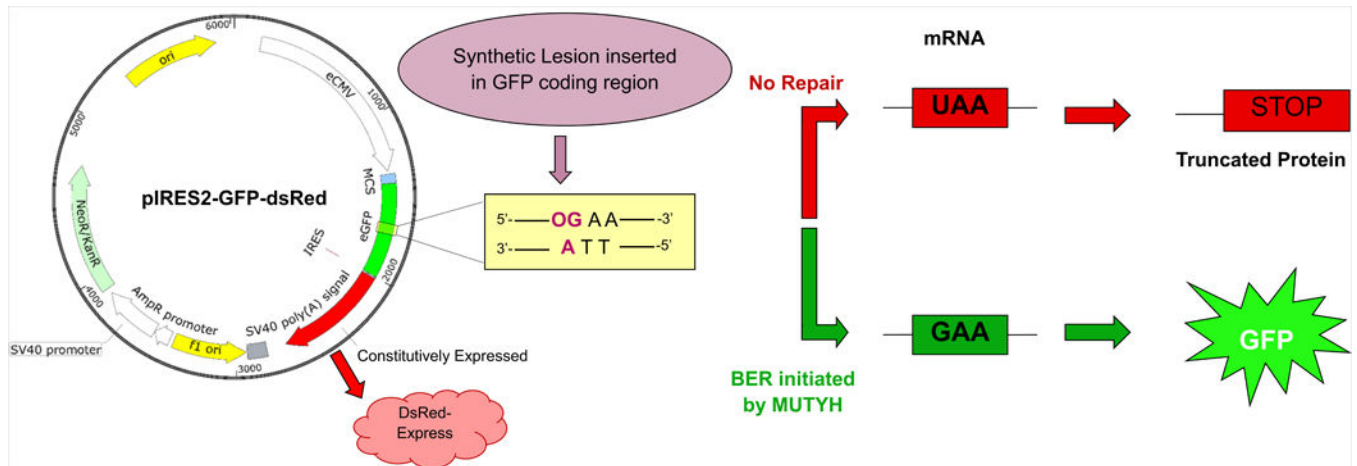 6000
ori
eCMV
1000
5000
pIRES2-GFP-dsRed
MCS
eGFP
IRES
NeoR/KanR
2000
4000
AmpR promoter
SV40 poly(A) signal
SV40 promoter
f1 ori
3000
Constitutively Expressed
DsRed-
Express
Synthetic Lesion inserted
in GFP coding region
5'- OG A A -3'
3'- A T T -5'
mRNA
No Repair
UAA
STOP
Truncated Protein
GAA
GFP
BER initiated
by MUTYH